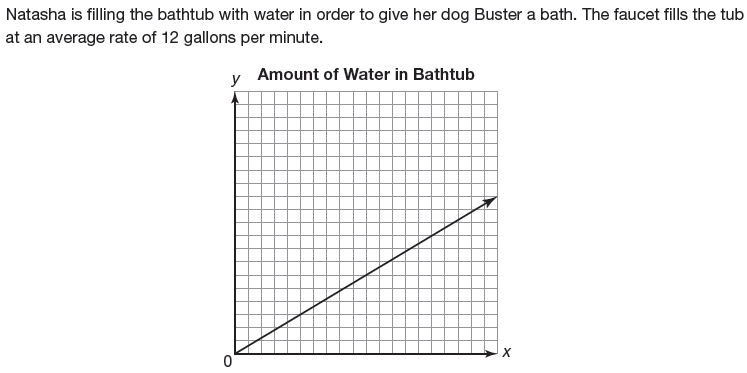 Natasha is filling the bathtub with water in order to give her dog Buster a bath. The faucet fills the tub
at an average rate of 12 gallons per minute.
y Amount of Water in Bathtub
x
0